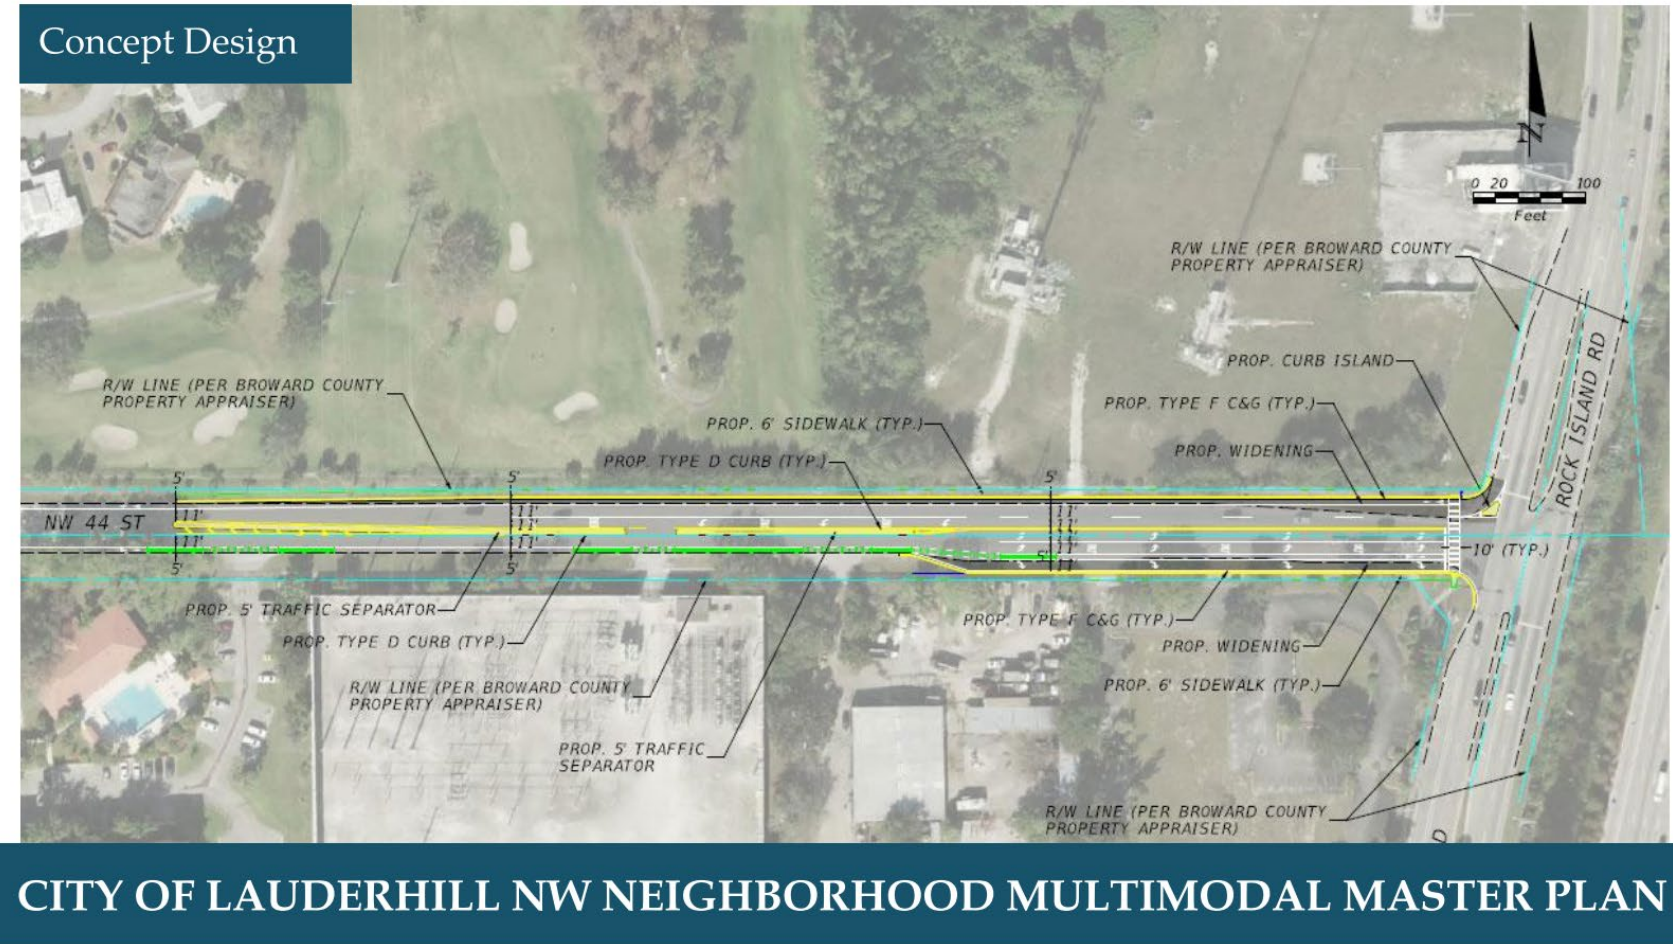 Concept Design
N
0 20 100
Feet
R/W LINE (PER BROWARD COUNTY
PROPERTY APPRAISER)
PROP. CURB ISLAND
ROCK ISLAND RD
R/W LINE (PER BROWARD COUNTY
PROPERTY APPRAISER)
PROP. TYPE F C&G (TYP.)
PROP. 6' SIDEWALK (TYP.)
PROP. WIDENING
PROP. TYPE D CURB (TYP.)
5'
5'
5'
NW 44 ST
11'
11'
11'
11'
11'
11'
11'
11'
10' (TYP.)
5'
5'
5'
PROP. 5' TRAFFIC SEPARATOR
PROP. TYPE F C&G (TYP.)
PROP. TYPE D CURB (TYP.)
PROP. WIDENING
R/W LINE (PER BROWARD COUNTY
PROPERTY APPRAISER)
PROP. 6' SIDEWALK (TYP.)
PROP. 5' TRAFFIC
SEPARATOR
R/W LINE (PER BROWARD COUNTY
PROPERTY APPRAISER)
D
CITY OF LAUDERHILL NW NEIGHBORHOOD MULTIMODAL MASTER PLAN